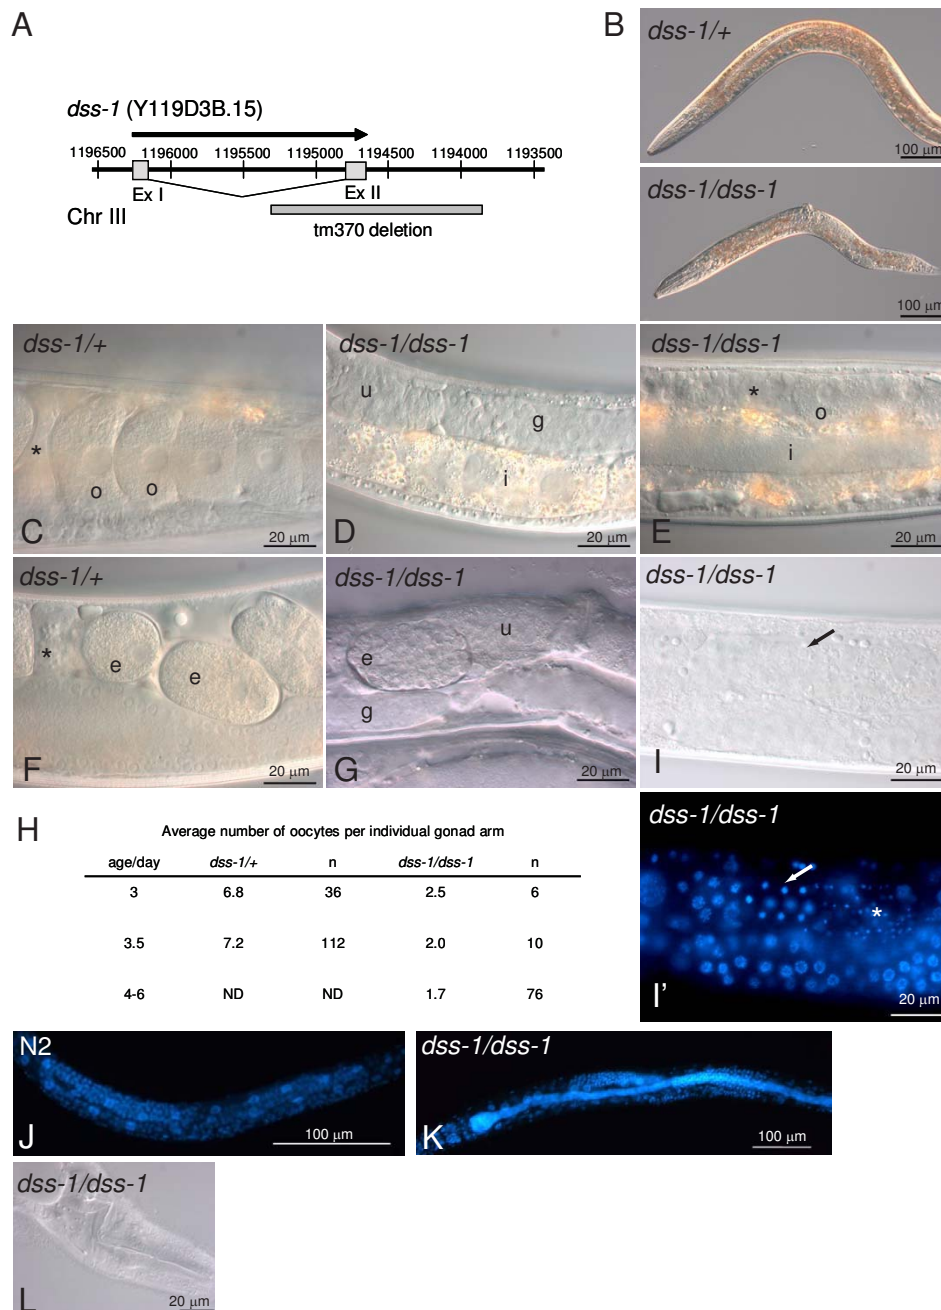 A
dss-1 (Y119D3B.15)
1196500 1196000 1195500 1195000 1194500 1194000 1193500
Ex I Ex II
Chr III
tm370 deletion
B
dss-1/+
100 μm
dss-1/dss-1
100 μm
dss-1/+
*
o o
C
20 μm
dss-1/dss-1
u
g
i
D
20 μm
dss-1/dss-1
*
o
i
E
20 μm
dss-1/+
*
e
e
F
20 μm
dss-1/dss-1
u
e
g
G
20 μm
dss-1/dss-1
I
20 μm
H
Average number of oocytes per individual gonad arm
age/day dss-1/+ n dss-1/dss-1 n
3 6.8 36 2.5 6
3.5 7.2 112 2.0 10
4-6 ND ND 1.7 76
dss-1/dss-1
*
I'
20 μm
N2
J
100 μm
dss-1/dss-1
K
100 μm
dss-1/dss-1
L
20 μm